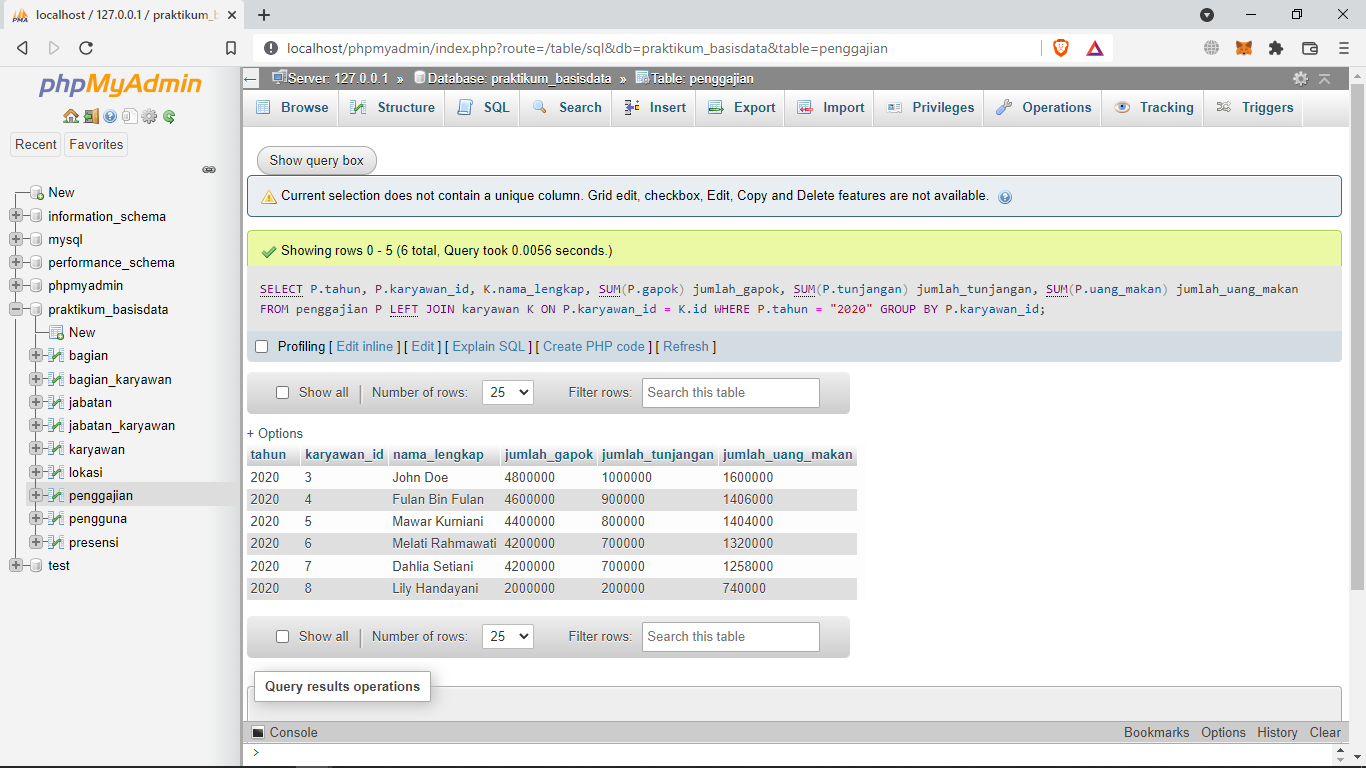 localhost / 127.0.0.1 / praktikum_b
localhost/phpmyadmin/index.php?route=/table/sql&db=praktikum_basisdata&table=penggajian
phpMyAdmin
Recent Favorites
New
information_schema
mysql
performance_schema
phpmyadmin
praktikum_basisdata
New
bagian
bagian_karyawan
jabatan
jabatan_karyawan
karyawan
lokasi
penggajian
pengguna
presensi
test
Server: 127.0.0.1 » Database: praktikum_basisdata » Table: penggajian
Browse Structure SQL Search Insert Export Import Privileges Operations Tracking Triggers
Show query box
Current selection does not contain a unique column. Grid edit, checkbox, Edit, Copy and Delete features are not available.
Showing rows 0 - 5 (6 total, Query took 0.0056 seconds.)
SELECT P.tahun, P.karyawan_id, K.nama_lengkap, SUM(P.gapok) jumlah_gapok, SUM(P.tunjangan) jumlah_tunjangan, SUM(P.uang_makan) jumlah_uang_makan
FROM penggajian P LEFT JOIN karyawan K ON P.karyawan_id = K.id WHERE P.tahun = "2020" GROUP BY P.karyawan_id;
Profiling [ Edit inline ] [ Edit ] [ Explain SQL ] [ Create PHP code ] [ Refresh ]
Show all | Number of rows: 25 Filter rows: Search this table
+ Options
tahun karyawan_id nama_lengkap jumlah_gapok jumlah_tunjangan jumlah_uang_makan
2020 3 John Doe 4800000 1000000 1600000
2020 4 Fulan Bin Fulan 4600000 900000 1406000
2020 5 Mawar Kurniani 4400000 800000 1404000
2020 6 Melati Rahmawati 4200000 700000 1320000
2020 7 Dahlia Setiani 4200000 700000 1258000
2020 8 Lily Handayani 2000000 200000 740000
Show all | Number of rows: 25 Filter rows: Search this table
Query results operations
Console Bookmarks Options History Clear
>